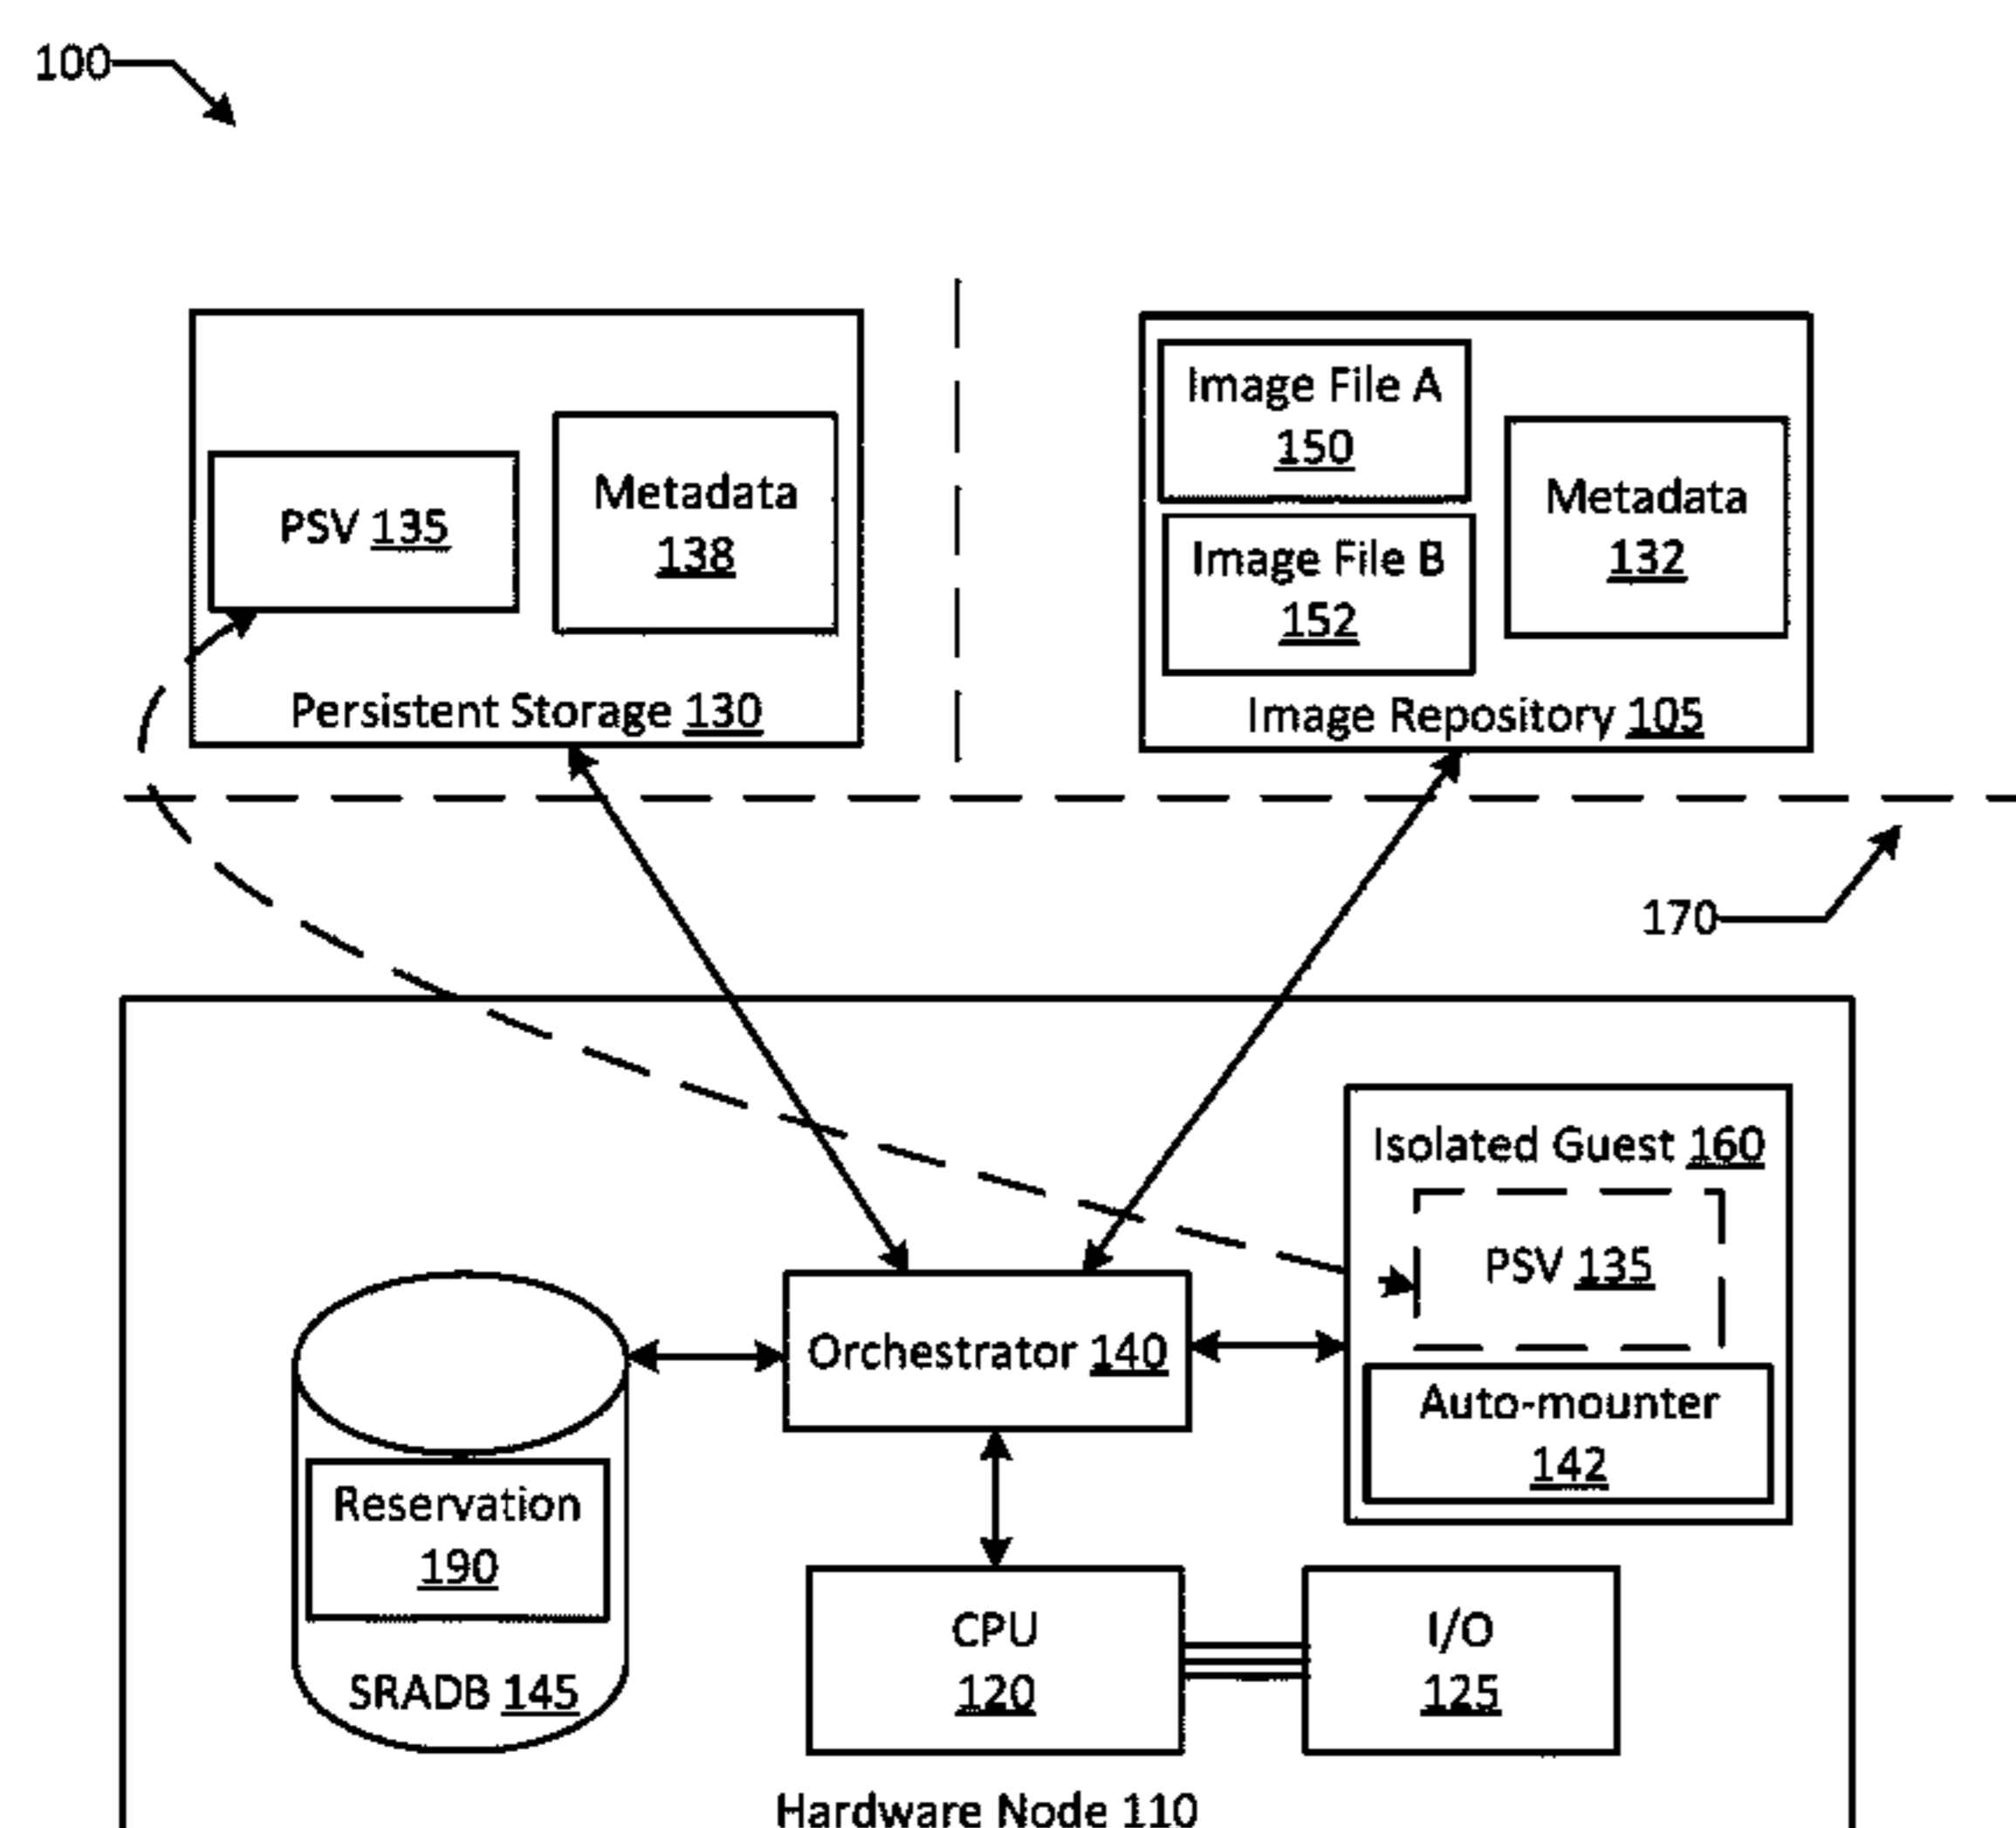 100
Image File A
150
Metadata
138
PSV 135
Metadata
132
Image File B
152
Persistent Storage 130
Image Repository 105
170
Isolated Guest 160
PSV 135
Orchestrator 140
Auto-mounter
142
Reservation
190
SRADB 145
CPU
120
I/O
125
Hardware Node 110